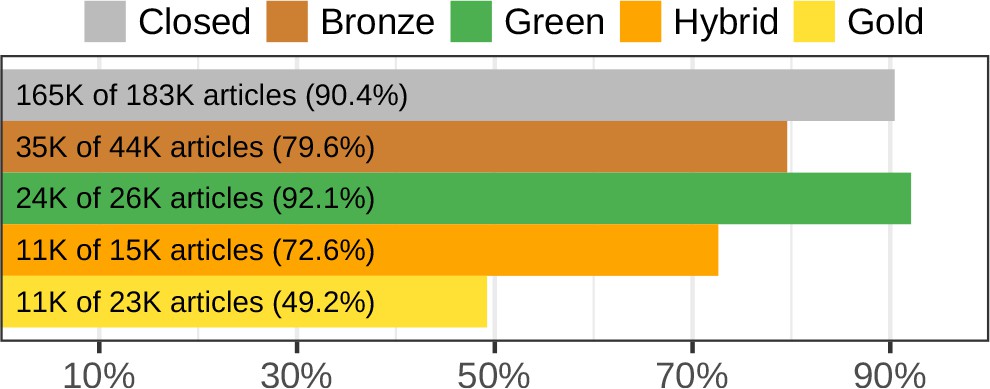 Closed Bronze Green Hybrid Gold
165K of 183K articles (90.4%)
35K of 44K articles (79.6%)
24K of 26K articles (92.1%)
11K of 15K articles (72.6%)
11K of 23K articles (49.2%)
10% 30% 50% 70% 90%